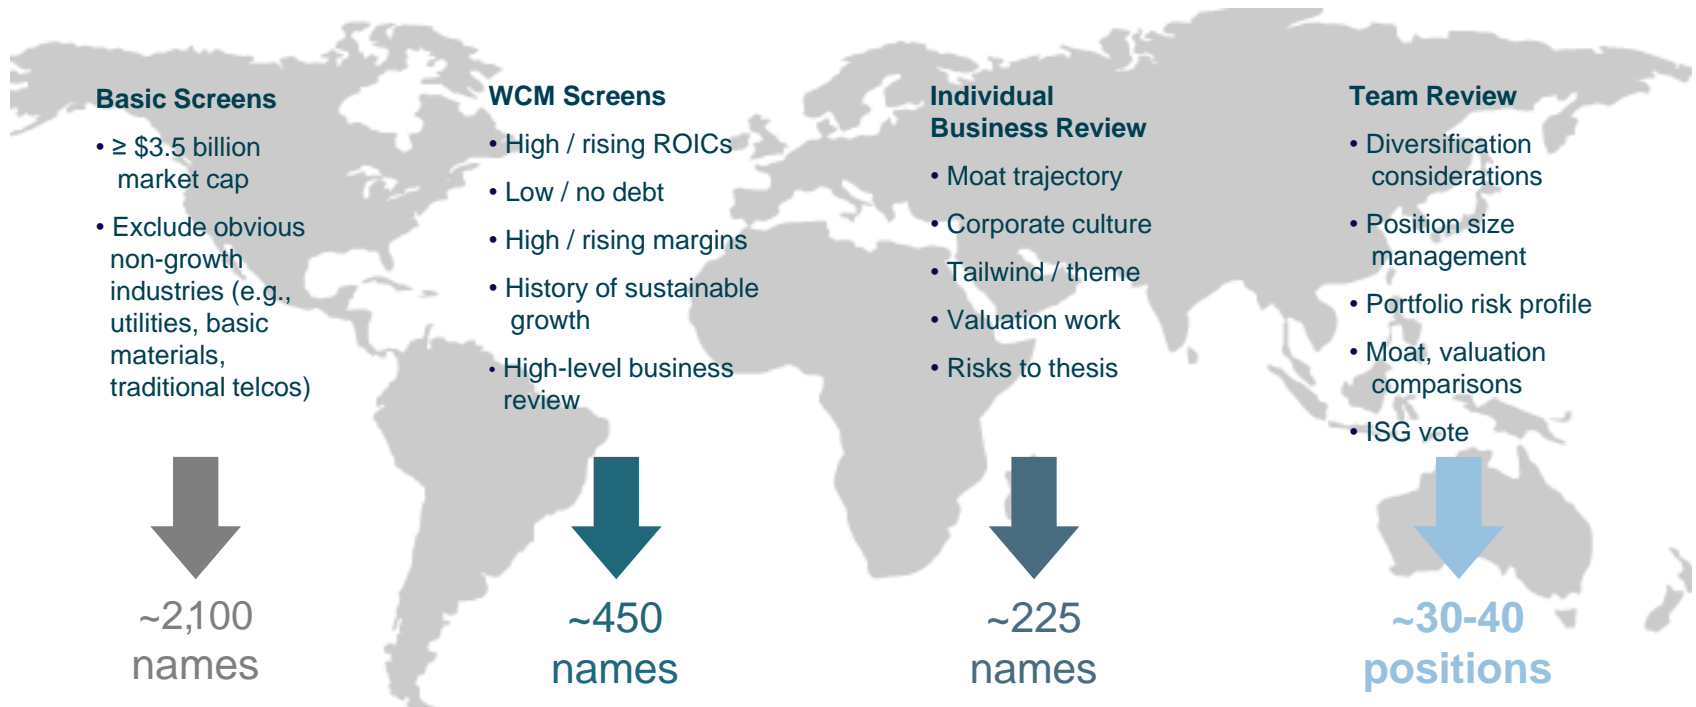 Basic Screens
• ≥ $3.5 billion
market cap
• Exclude obvious
non-growth
industries (e.g.,
utilities, basic
materials,
traditional telcos)
~2,100
names
WCM Screens
• High / rising ROICs
• Low / no debt
• High / rising margins
• History of sustainable
growth
• High-level business
review
~450
names
Individual
Business Review
• Moat trajectory
• Corporate culture
• Tailwind / theme
• Valuation work
• Risks to thesis
~225
names
Team Review
• Diversification
considerations
• Position size
management
• Portfolio risk profile
• Moat, valuation
comparisons
• ISG vote
~30-40
positions